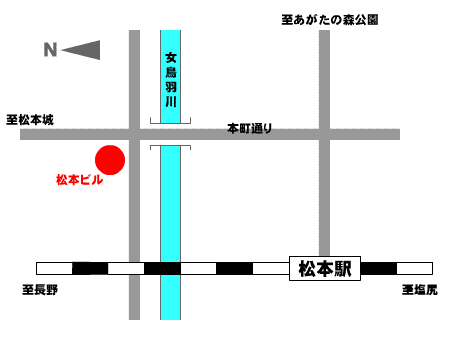 至あがたの森公園
N
女鳥羽川
至松本城
本町通り
松本ビル
松本駅
至長野
至塩尻